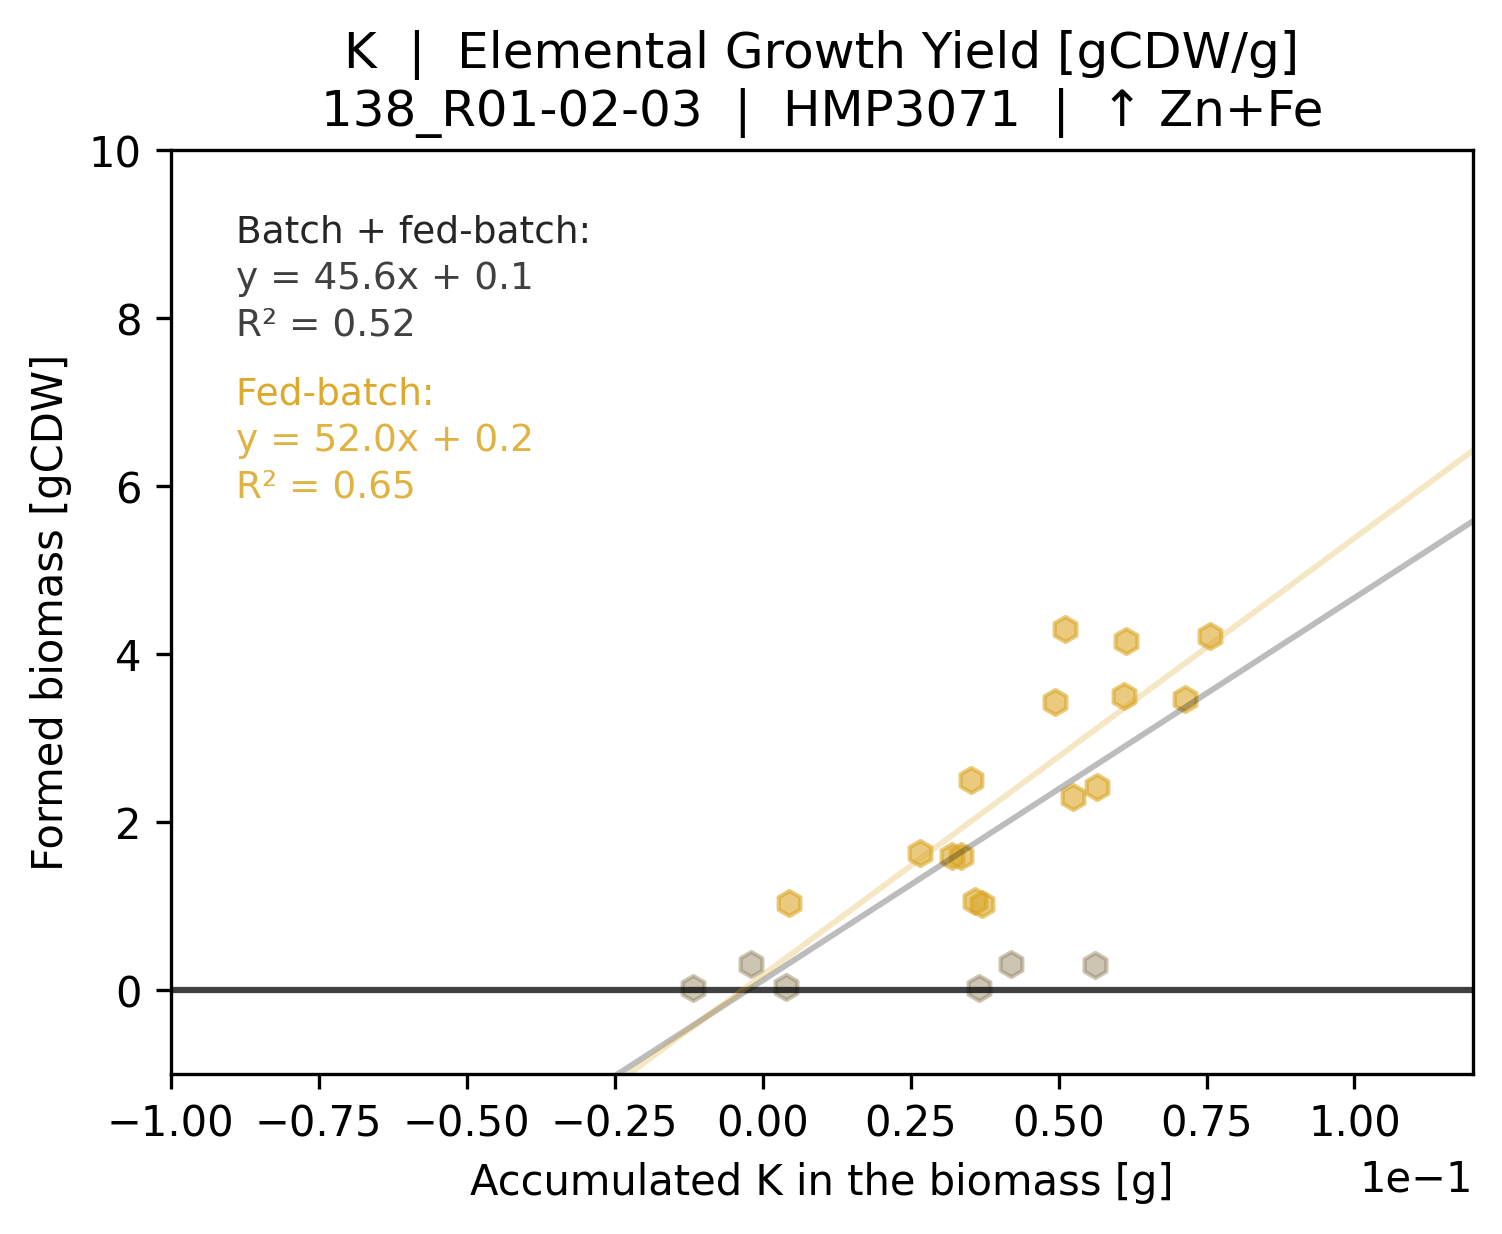 K | Elemental Growth Yield [gCDW/g]
138_R01-02-03 | HMP3071 | ↑ Zn+Fe
Formed biomass [gCDW]
10
8
6
4
2
0
Batch + fed-batch:
y = 45.6x + 0.1
R² = 0.52
Fed-batch:
y = 52.0x + 0.2
R² = 0.65
−1.00 −0.75 −0.50 −0.25 0.00 0.25 0.50 0.75 1.00
Accumulated K in the biomass [g]
1e−1